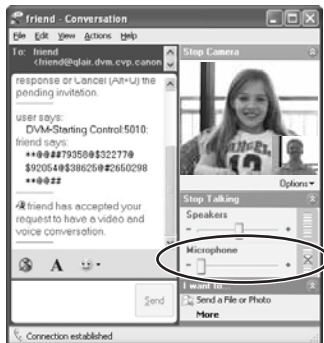 friend - Conversation
File Edit View Actions Help
To: friend
<friend@qlair.dvm.cvp.canon
Stop Camera
response or Cancel (Alt+Q) the
pending invitation.
user says:
DVM-Starting Control:5010:
friend says:
**@@##79358@$32277@
$92054@$38625@#2650298
**@@##
friend has accepted your
request to have a video and
voice conversation.
Options
Stop Talking
Speakers
- +
Microphone
- +
A
Send
I want to...
Send a File or Photo
More
Connection established